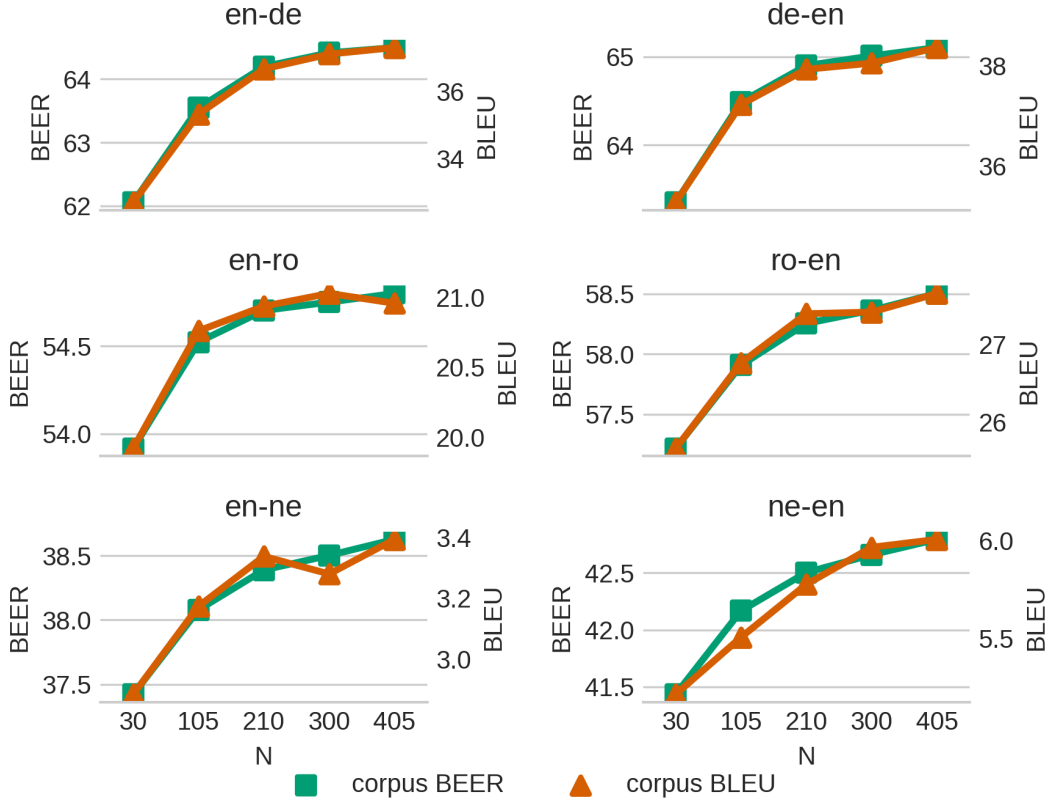 en-de
64
63
62
BEER
36
34
BLEU
de-en
65
64
BEER
38
36
BLEU
en-ro
54.5
54.0
BEER
21.0
20.5
20.0
BLEU
ro-en
58.5
58.0
57.5
BEER
27
26
BLEU
en-ne
38.5
38.0
37.5
BEER
3.4
3.2
3.0
BLEU
30 105 210 300 405
N
ne-en
42.5
42.0
41.5
BEER
6.0
5.5
BLEU
30 105 210 300 405
N
corpus BEER
corpus BLEU